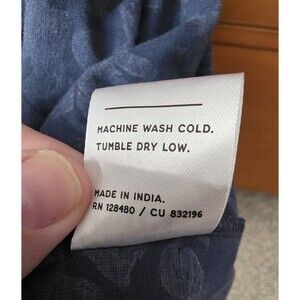 MACHINE WASH COLD.
TUMBLE DRY LOW.
MADE IN INDIA.
RN 128480 / CU 832196